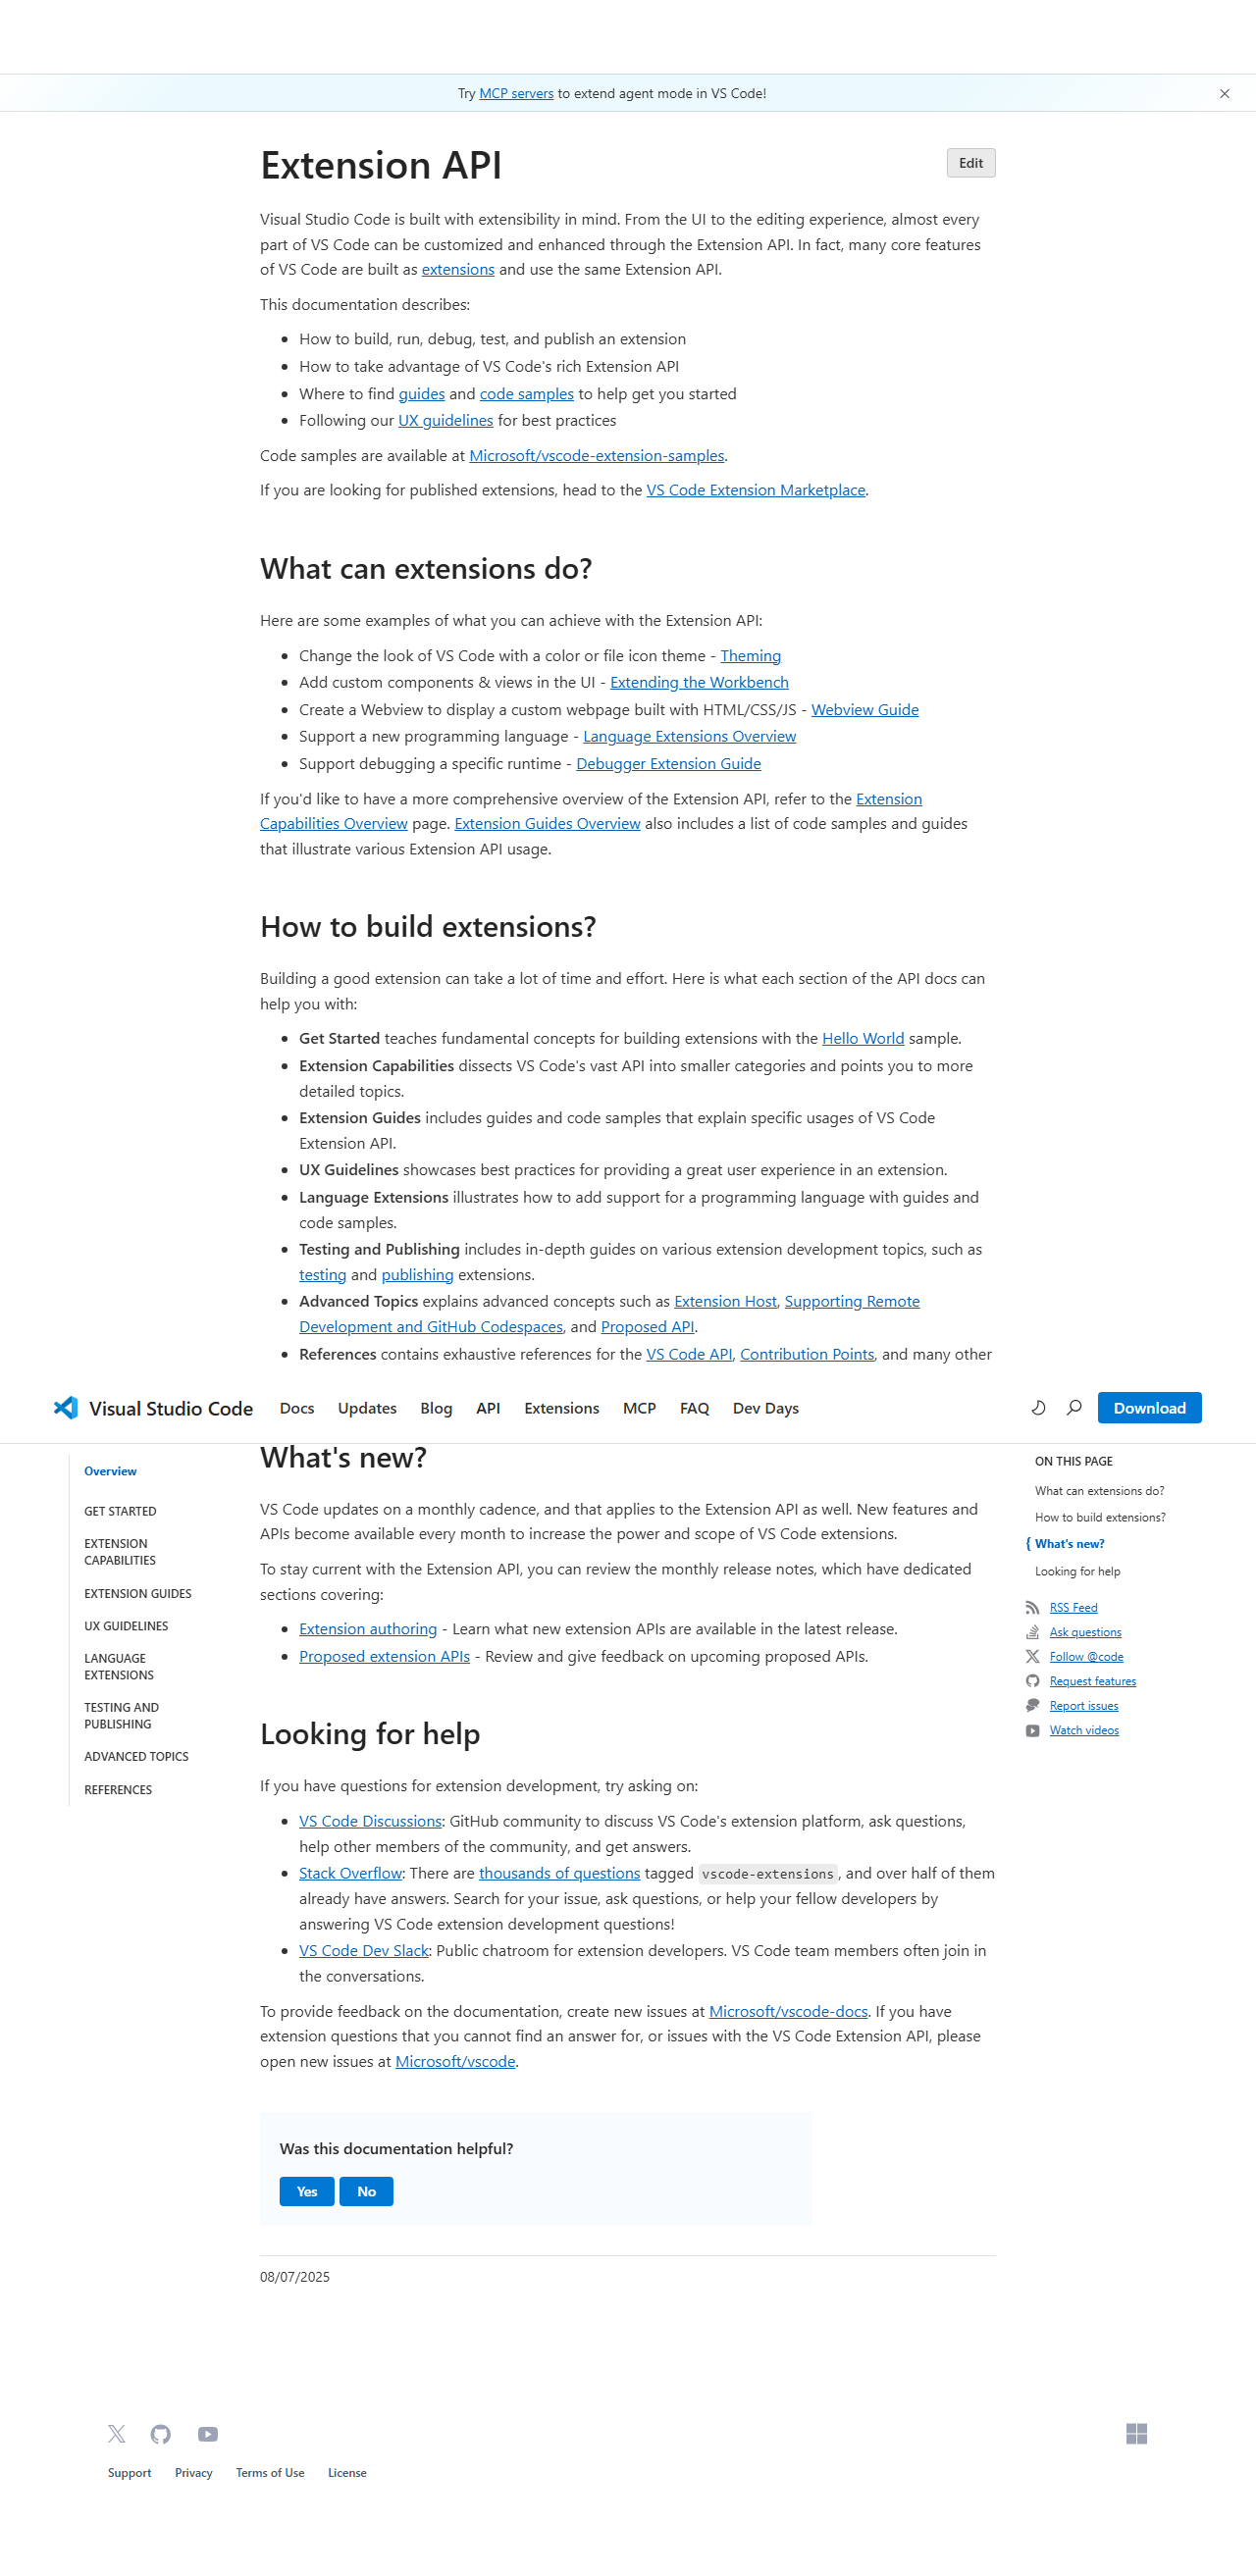 Try MCP servers to extend agent mode in VS Code!
Extension API
Edit
Visual Studio Code is built with extensibility in mind. From the UI to the editing experience, almost every
part of VS Code can be customized and enhanced through the Extension API. In fact, many core features
of VS Code are built as extensions and use the same Extension API.
This documentation describes:
How to build, run, debug, test, and publish an extension
How to take advantage of VS Code's rich Extension API
Where to find guides and code samples to help get you started
Following our UX guidelines for best practices
Code samples are available at Microsoft/vscode-extension-samples.
If you are looking for published extensions, head to the VS Code Extension Marketplace.
What can extensions do?
Here are some examples of what you can achieve with the Extension API:
Change the look of VS Code with a color or file icon theme - Theming
Add custom components & views in the UI - Extending the Workbench
Create a Webview to display a custom webpage built with HTML/CSS/JS - Webview Guide
Support a new programming language - Language Extensions Overview
Support debugging a specific runtime - Debugger Extension Guide
If you'd like to have a more comprehensive overview of the Extension API, refer to the Extension
Capabilities Overview page. Extension Guides Overview also includes a list of code samples and guides
that illustrate various Extension API usage.
How to build extensions?
Building a good extension can take a lot of time and effort. Here is what each section of the API docs can
help you with:
Get Started teaches fundamental concepts for building extensions with the Hello World sample.
Extension Capabilities dissects VS Code's vast API into smaller categories and points you to more
detailed topics.
Extension Guides includes guides and code samples that explain specific usages of VS Code
Extension API.
UX Guidelines showcases best practices for providing a great user experience in an extension.
Language Extensions illustrates how to add support for a programming language with guides and
code samples.
Testing and Publishing includes in-depth guides on various extension development topics, such as
testing and publishing extensions.
Advanced Topics explains advanced concepts such as Extension Host, Supporting Remote
Development and GitHub Codespaces, and Proposed API.
References contains exhaustive references for the VS Code API, Contribution Points, and many other
Visual Studio Code Docs Updates Blog API Extensions MCP FAQ Dev Days Download
Overview
GET STARTED
EXTENSION
CAPABILITIES
EXTENSION GUIDES
UX GUIDELINES
LANGUAGE
EXTENSIONS
TESTING AND
PUBLISHING
ADVANCED TOPICS
REFERENCES
What's new?
VS Code updates on a monthly cadence, and that applies to the Extension API as well. New features and
APIs become available every month to increase the power and scope of VS Code extensions.
To stay current with the Extension API, you can review the monthly release notes, which have dedicated
sections covering:
Extension authoring - Learn what new extension APIs are available in the latest release.
Proposed extension APIs - Review and give feedback on upcoming proposed APIs.
Looking for help
If you have questions for extension development, try asking on:
VS Code Discussions: GitHub community to discuss VS Code's extension platform, ask questions,
help other members of the community, and get answers.
Stack Overflow: There are thousands of questions tagged vscode-extensions, and over half of them
already have answers. Search for your issue, ask questions, or help your fellow developers by
answering VS Code extension development questions!
VS Code Dev Slack: Public chatroom for extension developers. VS Code team members often join in
the conversations.
To provide feedback on the documentation, create new issues at Microsoft/vscode-docs. If you have
extension questions that you cannot find an answer for, or issues with the VS Code Extension API, please
open new issues at Microsoft/vscode.
Was this documentation helpful?
Yes No
08/07/2025
ON THIS PAGE
What can extensions do?
How to build extensions?
What's new?
Looking for help
RSS Feed
Ask questions
Follow @code
Request features
Report issues
Watch videos
Support Privacy Terms of Use License